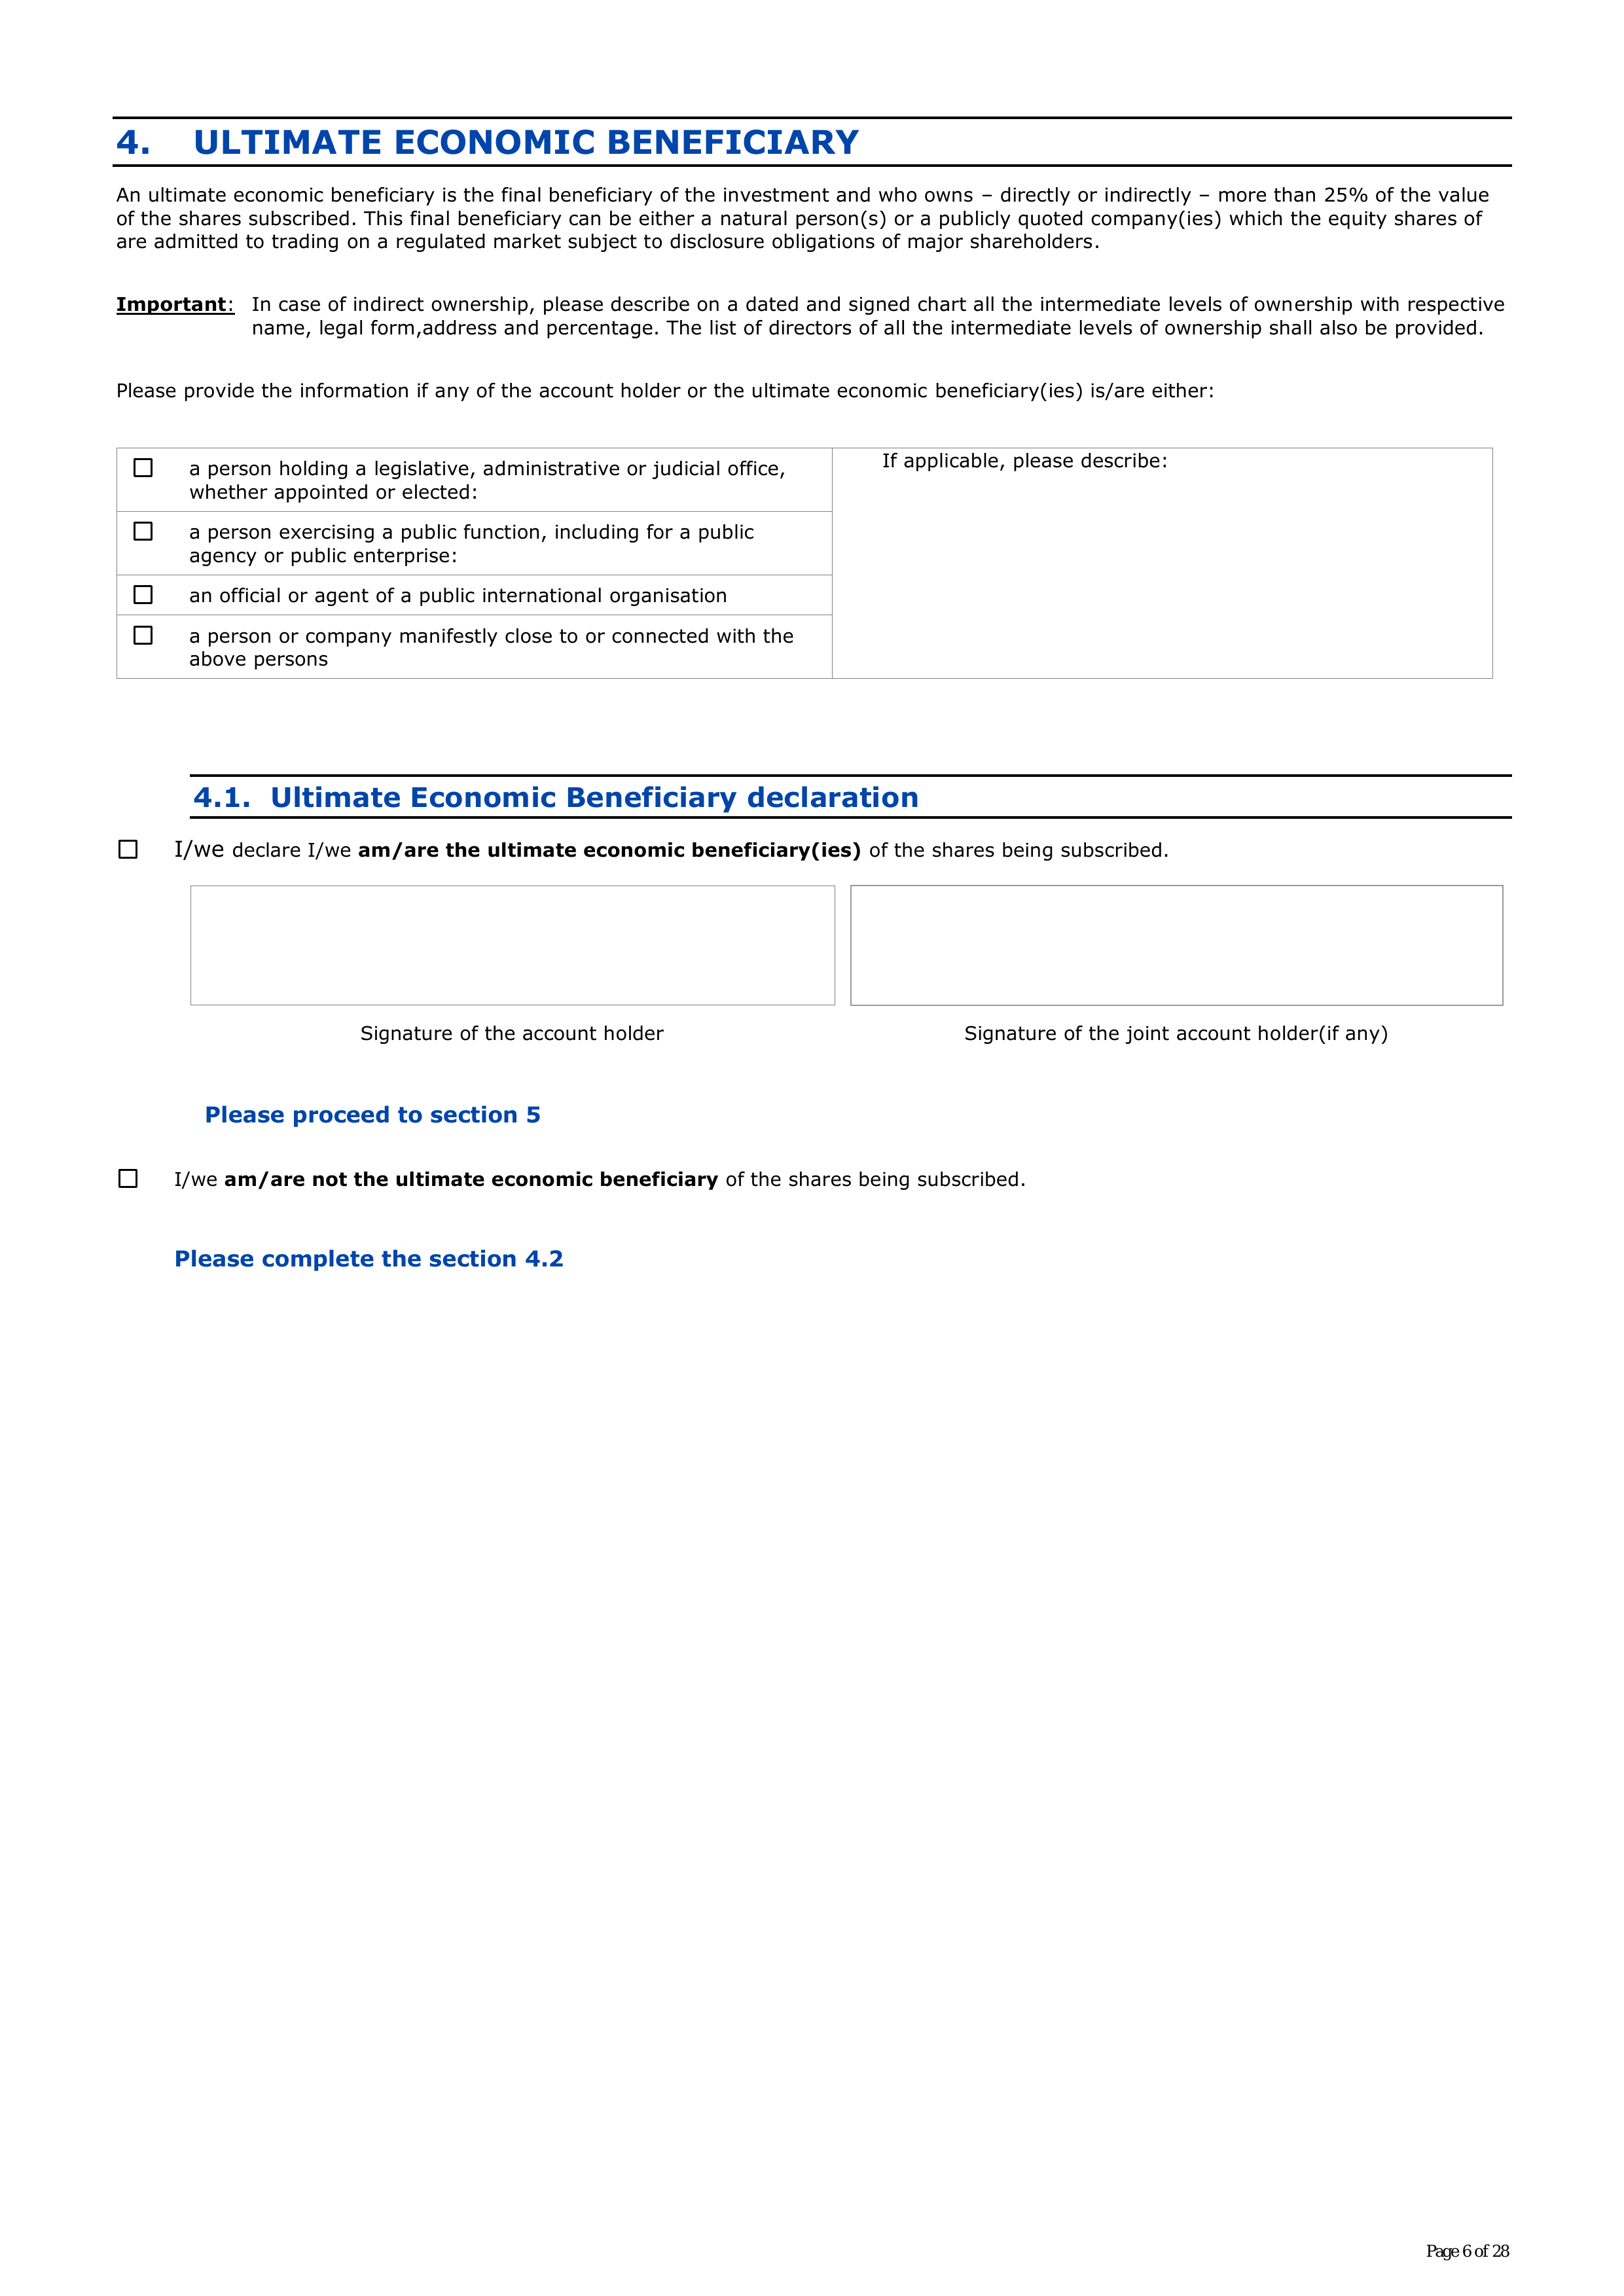 4. ULTIMATE ECONOMIC BENEFICIARY
An ultimate economic beneficiary is the final beneficiary of the investment and who owns – directly or indirectly – more than 25% of the value
of the shares subscribed. This final beneficiary can be either a natural person(s) or a publicly quoted company(ies) which the equity shares of
are admitted to trading on a regulated market subject to disclosure obligations of major shareholders.
Important: In case of indirect ownership, please describe on a dated and signed chart all the intermediate levels of ownership with respective
name, legal form,address and percentage. The list of directors of all the intermediate levels of ownership shall also be provided.
Please provide the information if any of the account holder or the ultimate economic beneficiary(ies) is/are either:
☐ a person holding a legislative, administrative or judicial office,
whether appointed or elected:
☐ a person exercising a public function, including for a public
agency or public enterprise:
☐ an official or agent of a public international organisation
☐ a person or company manifestly close to or connected with the
above persons
If applicable, please describe:
4.1. Ultimate Economic Beneficiary declaration
☐ I/we declare I/we am/are the ultimate economic beneficiary(ies) of the shares being subscribed.
Signature of the account holder
Signature of the joint account holder(if any)
Please proceed to section 5
☐ I/we am/are not the ultimate economic beneficiary of the shares being subscribed.
Please complete the section 4.2
Page 6 of 28